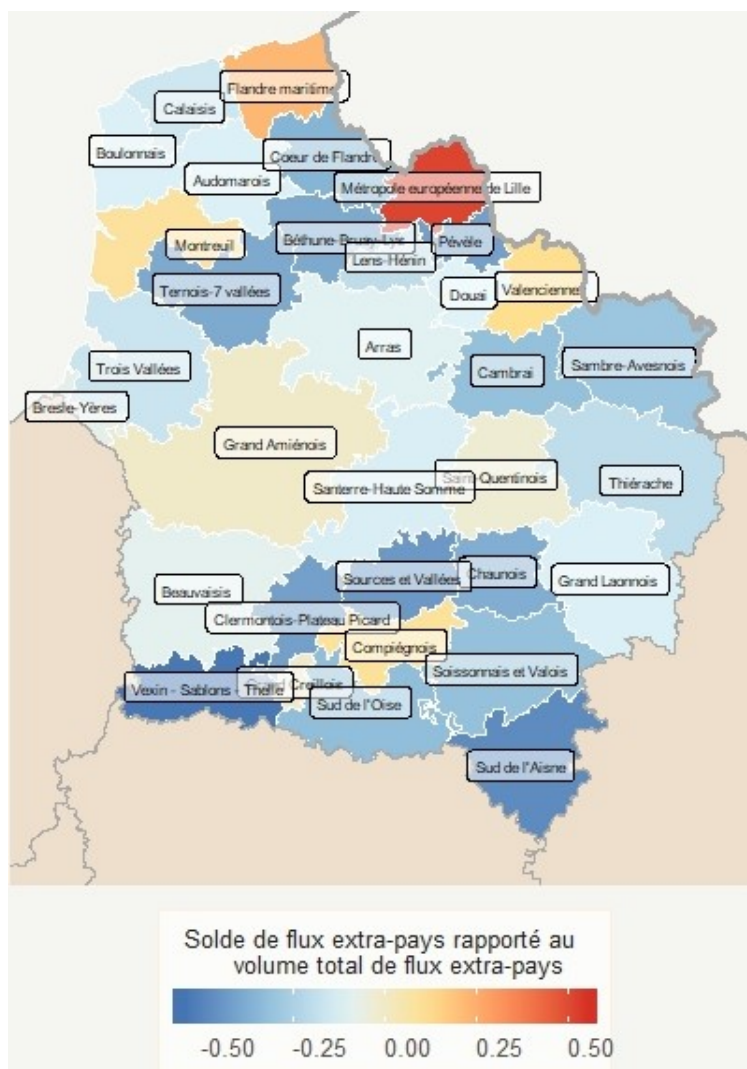 Flandre maritime
Calaisis
Boulonnais
Coeur de Flandre
Audomarois
Métropole européenne de Lille
Montreuil
Béthune-Bruay-Lys
Pévèle
Lens-Hénin
Ternois-7 vallées
Douai
Valenciennes
Arras
Trois Vallées
Cambrai
Sambre-Avesnois
Bresle-Yères
Grand Amiénois
Saint-Quentinois
Santerre-Haute Somme
Thiérache
Beauvaisis
Sources et Vallées
Chaunois
Grand Laonnois
Clermontois-Plateau Picard
Compiégnois
Soissonnais et Valois
Vexin - Sablons - Thelle
Grand Creillois
Sud de l'Oise
Sud de l'Aisne
Solde de flux extra-pays rapporté au
volume total de flux extra-pays
-0.50 -0.25 0.00 0.25 0.50